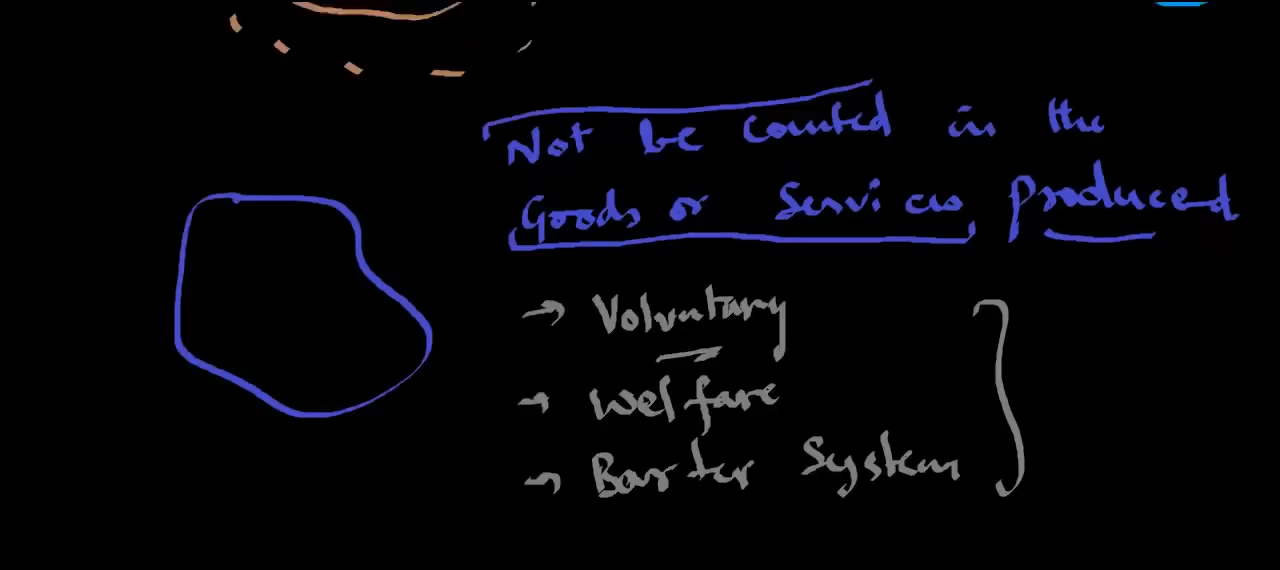 Not be counted in the
Goods or Services produced
→ Voluntary
→ Welfare
→ Barter System